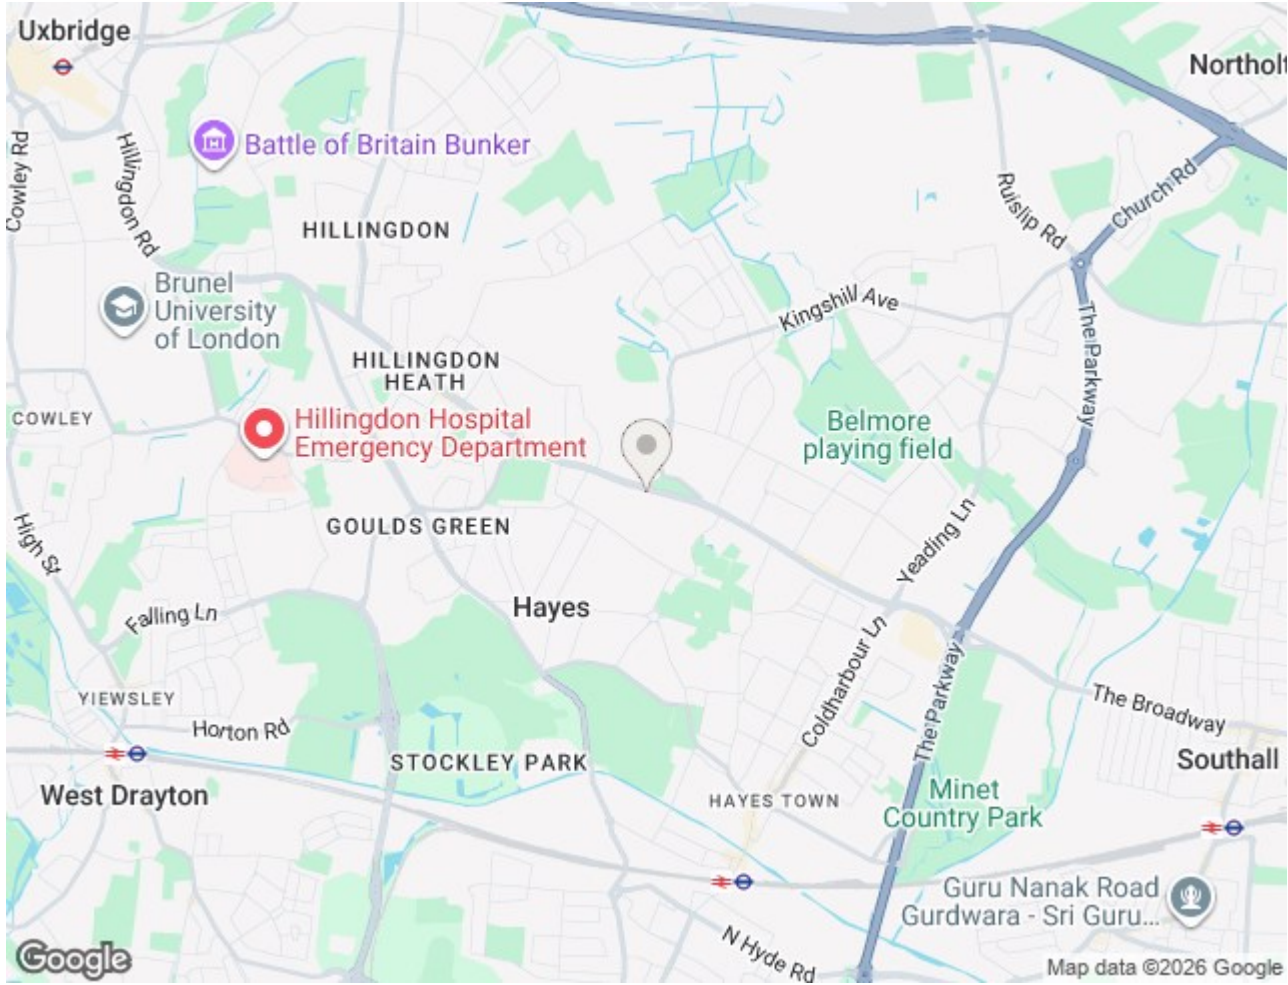 Uxbridge
Northolt
Cowley Rd
Hillingdon Rd
Battle of Britain Bunker
Ruislip Rd
Church Rd
HILLINGDON
Brunel
University
of London
Kingshill Ave
The Parkway
HILLINGDON
HEATH
COWLEY
Hillingdon Hospital
Emergency Department
Belmore
playing field
High St
GOULDS GREEN
Yeading Ln
Falling Ln
Hayes
Coldharbour Ln
The Parkway
YIEWSLEY
Horton Rd
The Broadway
STOCKLEY PARK
Southall
West Drayton
HAYES TOWN
Minet
Country Park
Guru Nanak Road
Gurdwara - Sri Guru...
N Hyde Rd
Google
Map data ©2026 Google